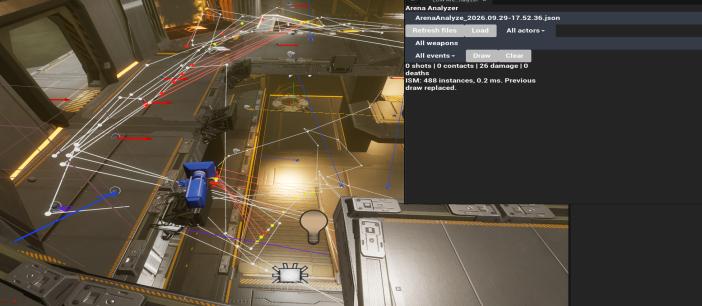 Arena Analyzer
ArenaAnalyze_2026.09.29-17.52.36.json
Refresh files Load All actors
All weapons
All events Draw Clear
0 shots | 0 contacts | 26 damage | 0
deaths
ISM: 488 instances, 0.2 ms. Previous
draw replaced.